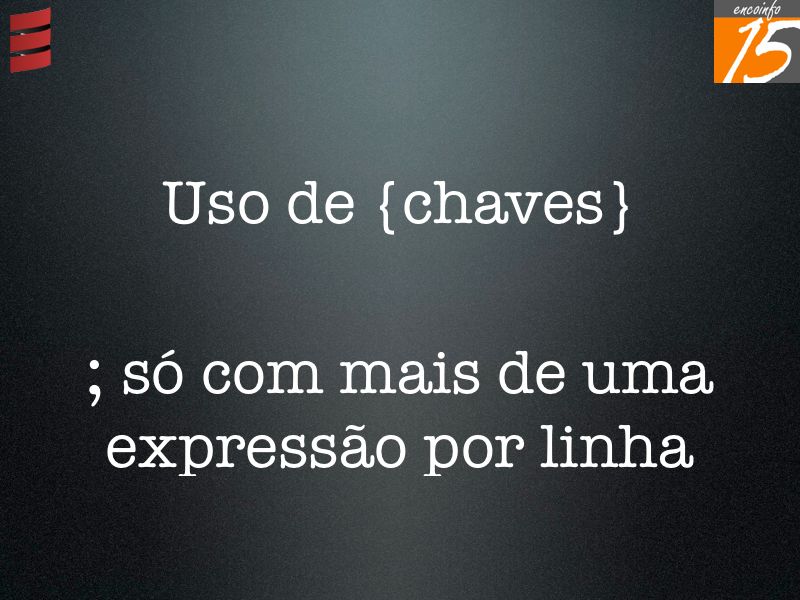 encoinfo
15
Uso de {chaves}
; só com mais de uma
expressão por linha